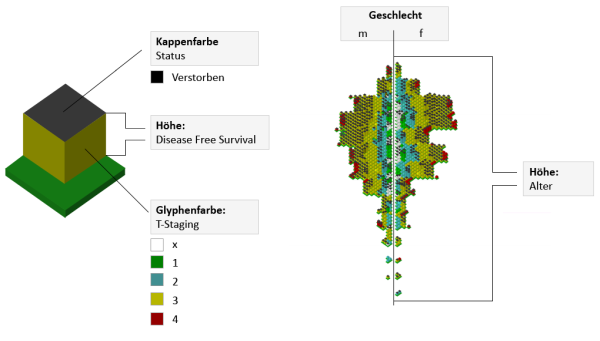 Kappenfarbe
Status
Verstorben
Höhe:
Disease Free Survival
Glyphenfarbe:
T-Staging
x
1
2
3
4
Geschlecht
m f
Höhe:
Alter